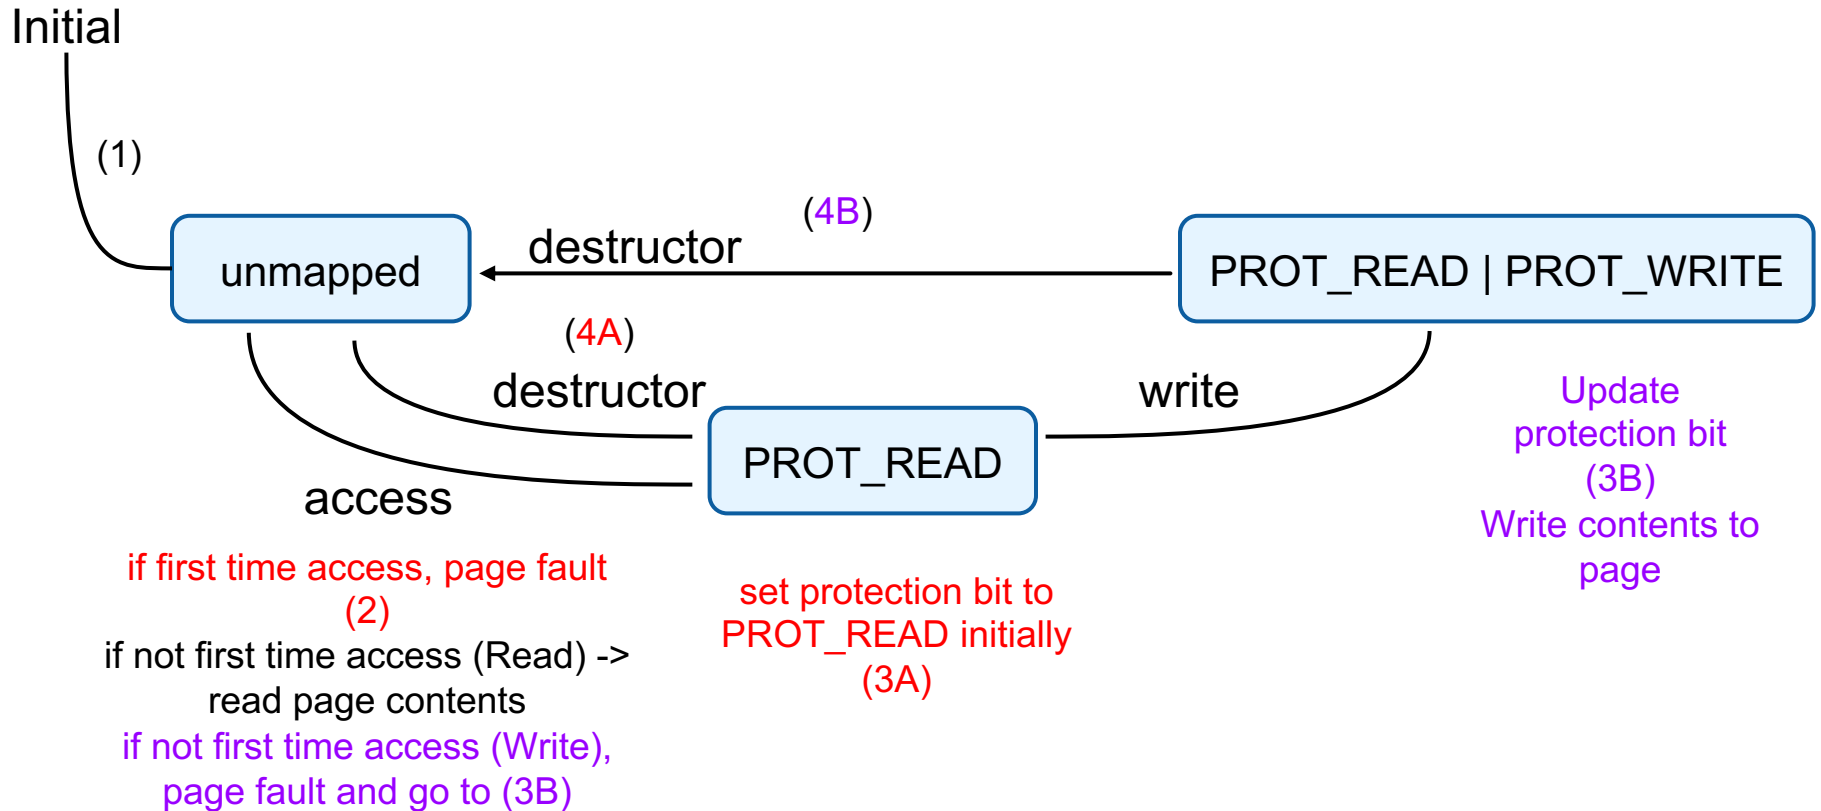 Initial
(1)
(4B)
destructor
unmapped
PROT_READ | PROT_WRITE
(4A)
destructor
write
PROT_READ
access
Update
protection bit
(3B)
Write contents to
page
if first time access, page fault
(2)
if not first time access (Read) ->
read page contents
if not first time access (Write),
page fault and go to (3B)
set protection bit to
PROT_READ initially
(3A)